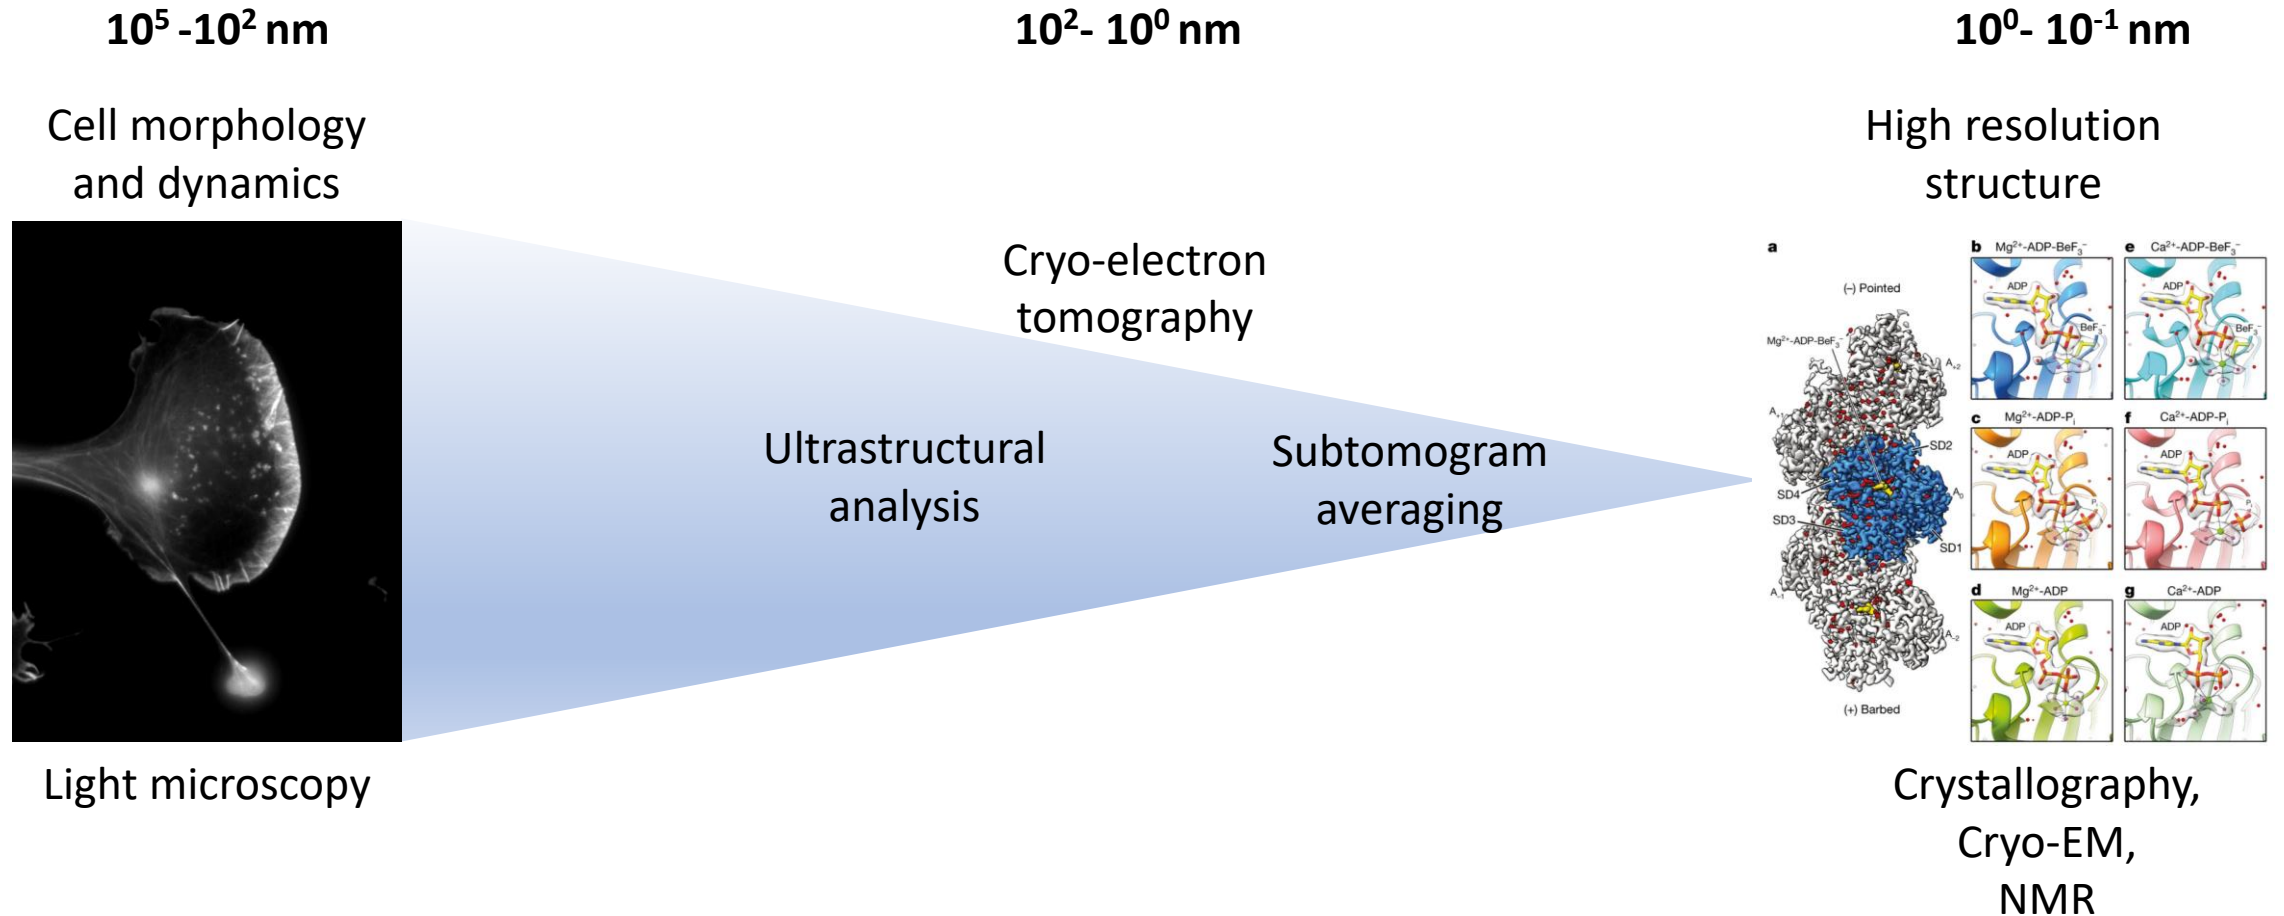 10⁵ -10² nm
10²- 10⁰ nm
10⁰- 10⁻¹ nm
Cell morphology
and dynamics
High resolution
structure
Cryo-electron
tomography
Ultrastructural
analysis
Subtomogram
averaging
Light microscopy
a
(–) Pointed
Mg²⁺-ADP-BeF₃⁻
A₊₂
A₊₁
SD2
SD4
A₀
SD3
SD1
A₋₁
A₋₂
(+) Barbed
b Mg²⁺-ADP-BeF₃⁻
ADP
BeF₃⁻
e Ca²⁺-ADP-BeF₃⁻
ADP
BeF₃⁻
c Mg²⁺-ADP-Pᵢ
ADP
Pᵢ
f Ca²⁺-ADP-Pᵢ
ADP
Pᵢ
d Mg²⁺-ADP
ADP
g Ca²⁺-ADP
ADP
Crystallography,
Cryo-EM,
NMR